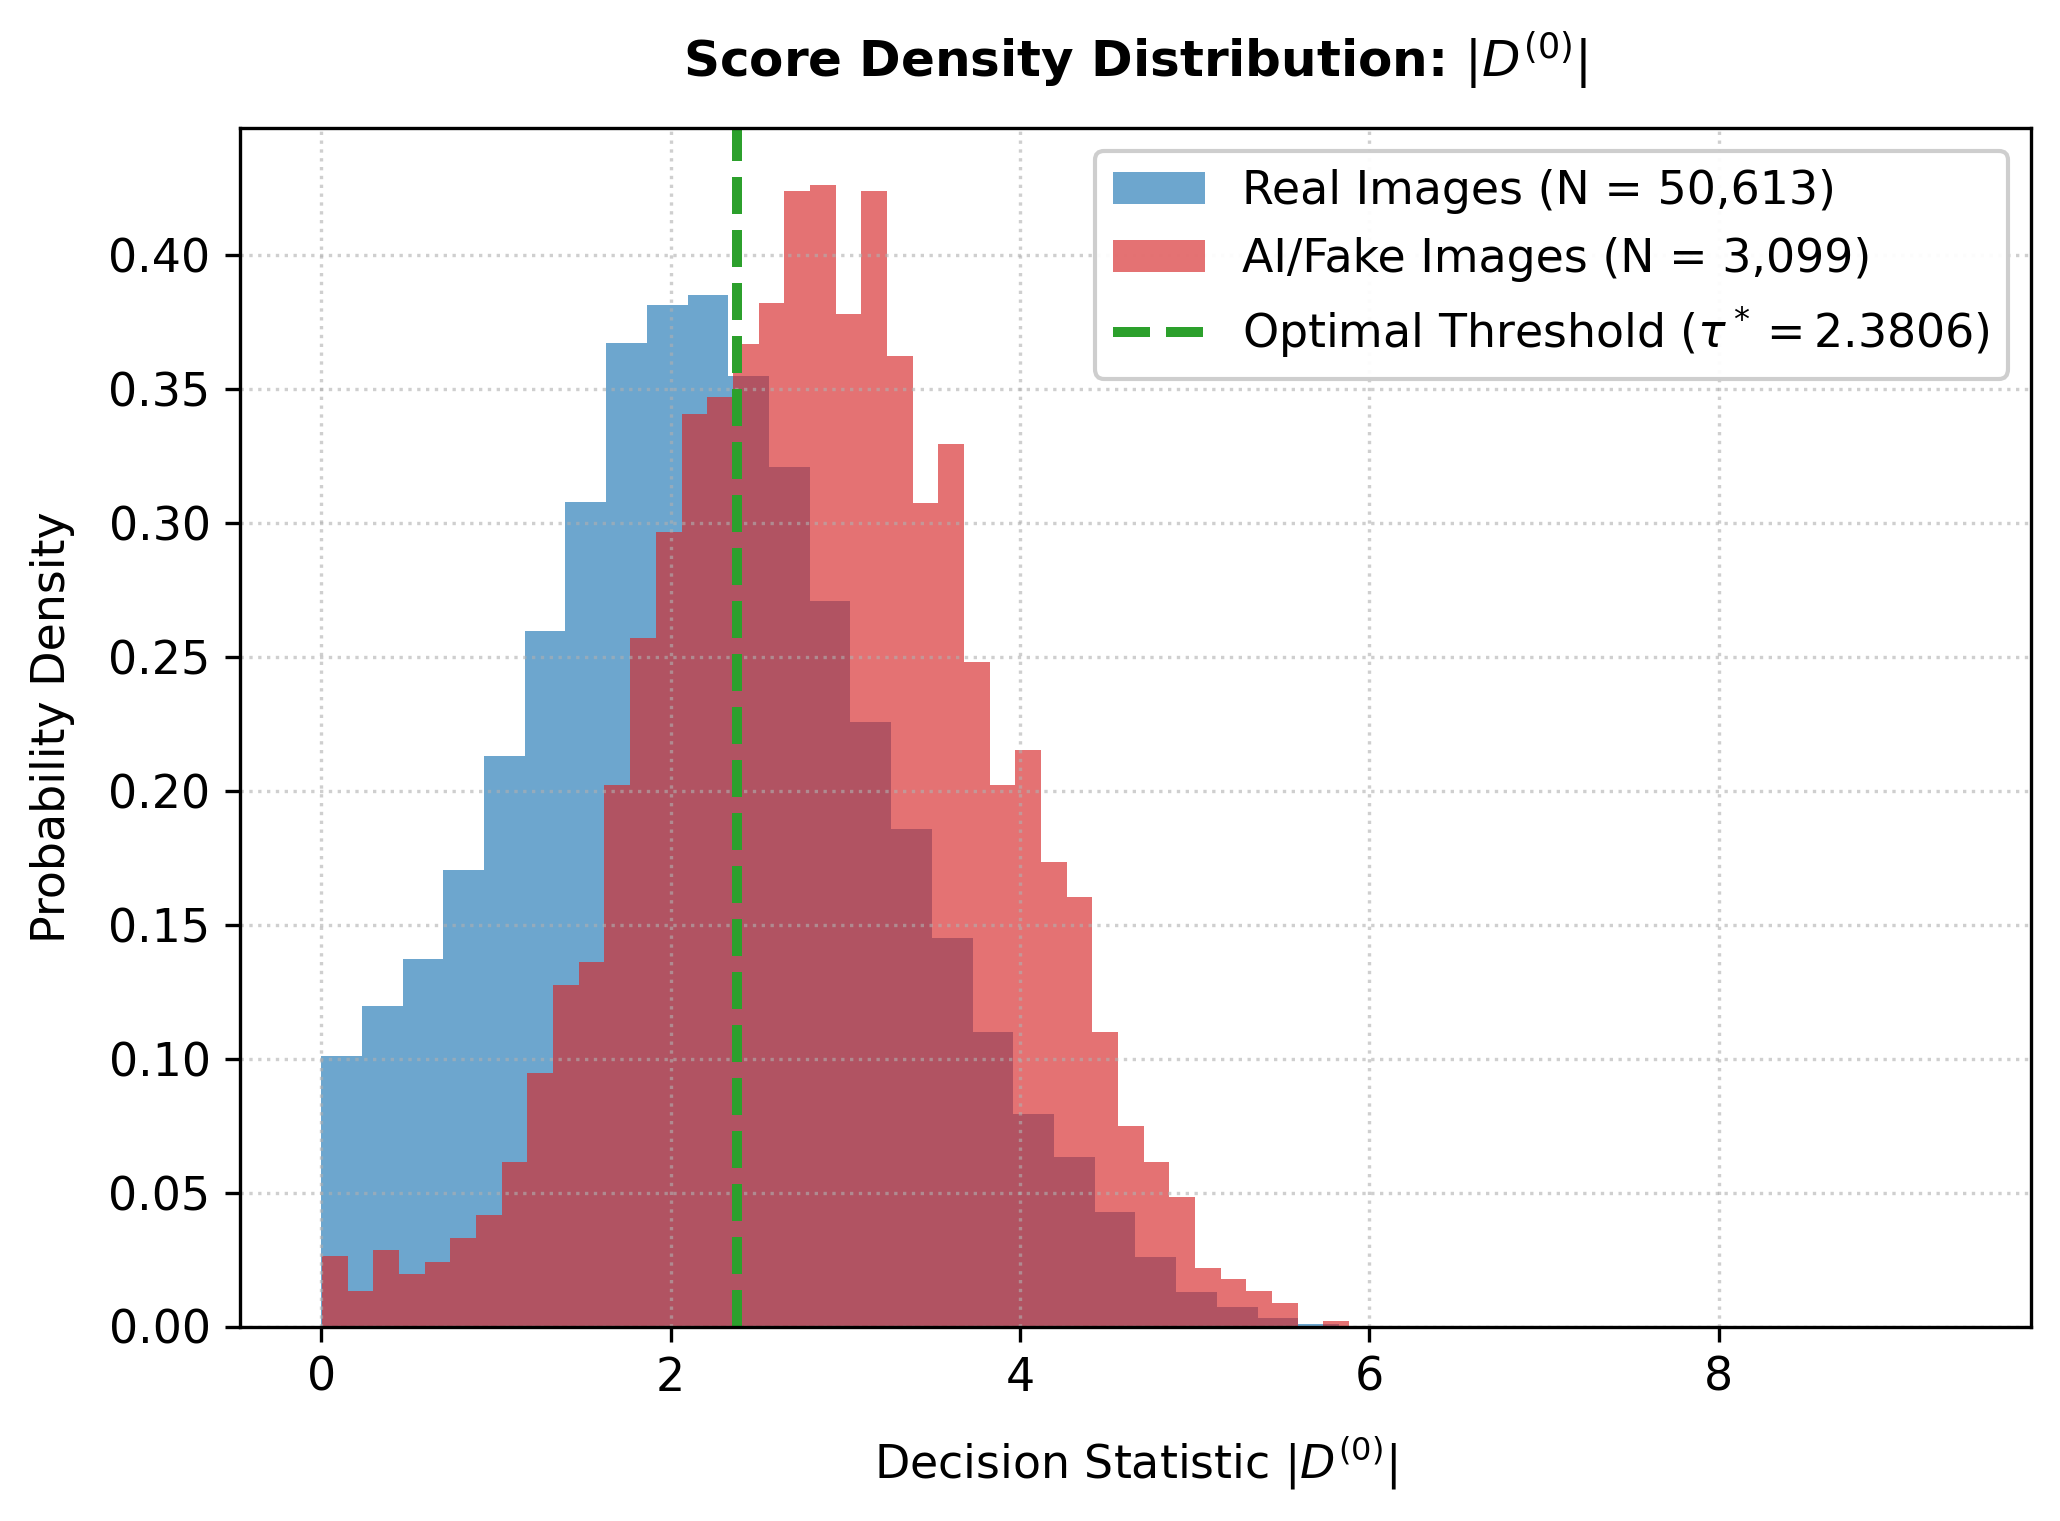 Score Density Distribution: |D⁽⁰⁾|
Real Images (N = 50,613)
AI/Fake Images (N = 3,099)
Optimal Threshold (τ* = 2.3806)
Probability Density
0.40
0.35
0.30
0.25
0.20
0.15
0.10
0.05
0.00
0 2 4 6 8
Decision Statistic |D⁽⁰⁾|